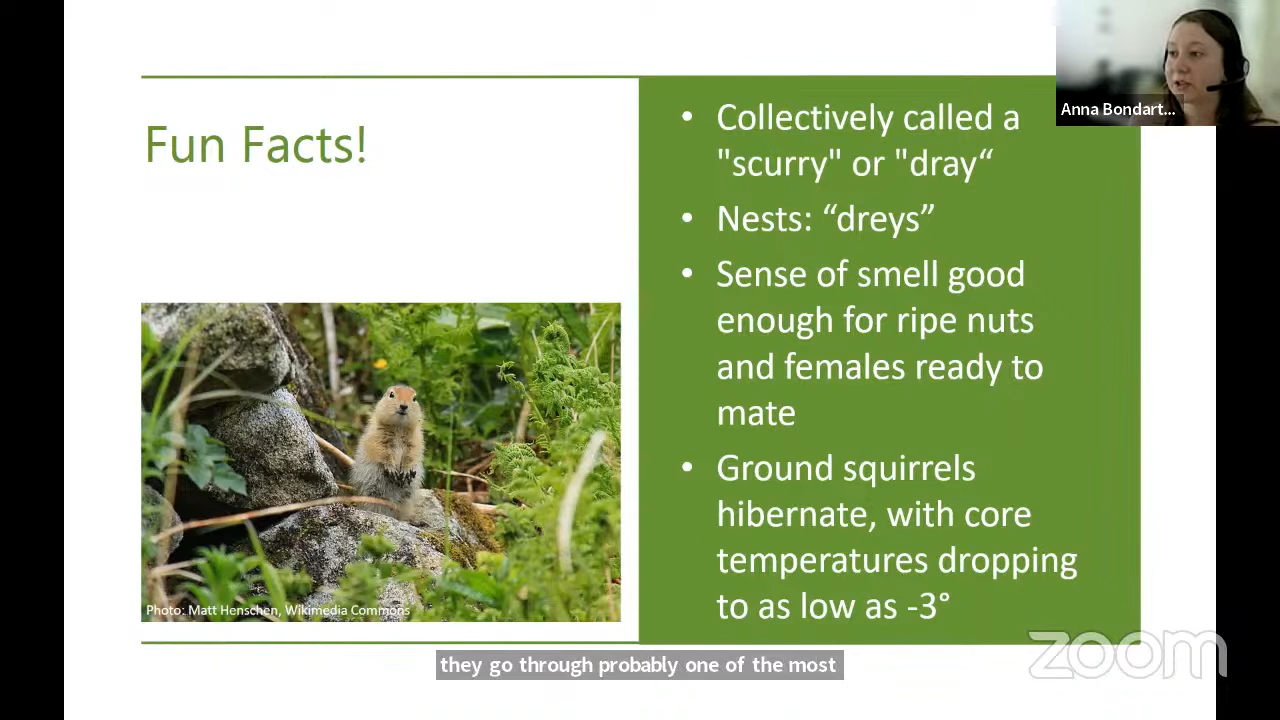 Fun Facts!
• Collectively called a
"scurry" or "dray“
• Nests: “dreys”
• Sense of smell good
enough for ripe nuts
and females ready to
mate
• Ground squirrels
hibernate, with core
temperatures dropping
to as low as -3°
Photo: Matt Henschen, Wikimedia Commons
Anna Bondart...
they go through probably one of the most
zoom